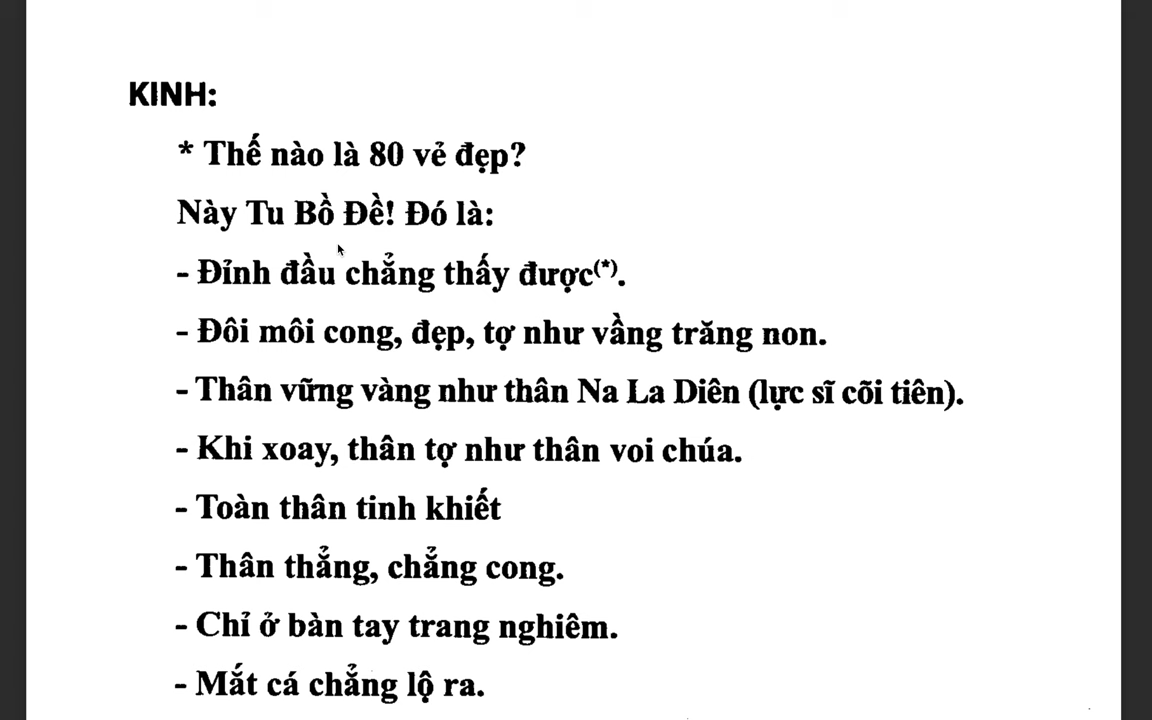 KINH:
* Thế nào là 80 vẻ đẹp?
Này Tu Bồ Đề! Đó là:
- Đỉnh đầu chẳng thấy được(*).
- Đôi môi cong, đẹp, tợ như vầng trăng non.
- Thân vững vàng như thân Na La Diên (lực sĩ cõi tiên).
- Khi xoay, thân tợ như thân voi chúa.
- Toàn thân tinh khiết
- Thân thẳng, chẳng cong.
- Chỉ ở bàn tay trang nghiêm.
- Mắt cá chẳng lộ ra.